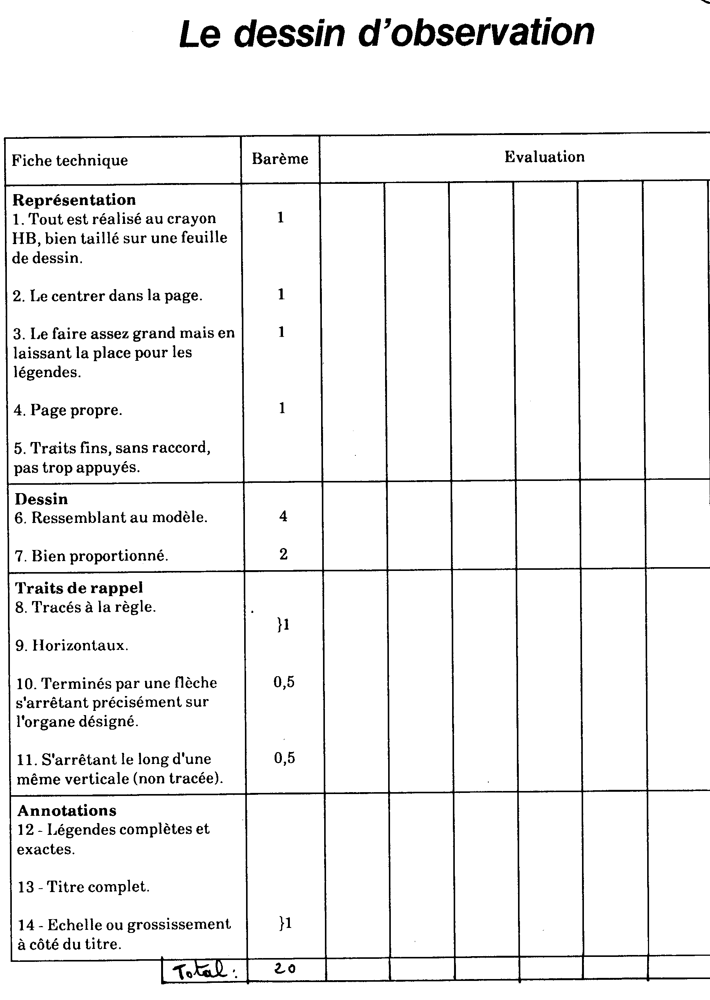 Le dessin d'observation
Fiche technique
Barème
Evaluation
Représentation
1. Tout est réalisé au crayon
1
HB, bien taillé sur une feuille
de dessin.
2. Le centrer dans la page.
1
3. Le faire assez grand mais en
1
laissant la place pour les
légendes.
4. Page propre.
1
5. Traits fins, sans raccord,
pas trop appuyés.
Dessin
6. Ressemblant au modèle.
4
7. Bien proportionné.
2
Traits de rappel
8. Tracés à la règle.
}1
9. Horizontaux.
10. Terminés par une flèche
0,5
s'arrêtant précisément sur
l'organe désigné.
11. S'arrêtant le long d'une
0,5
même verticale (non tracée).
Annotations
12 - Légendes complètes et
exactes.
13 - Titre complet.
14 - Echelle ou grossissement
}1
à côté du titre.
Total :
20